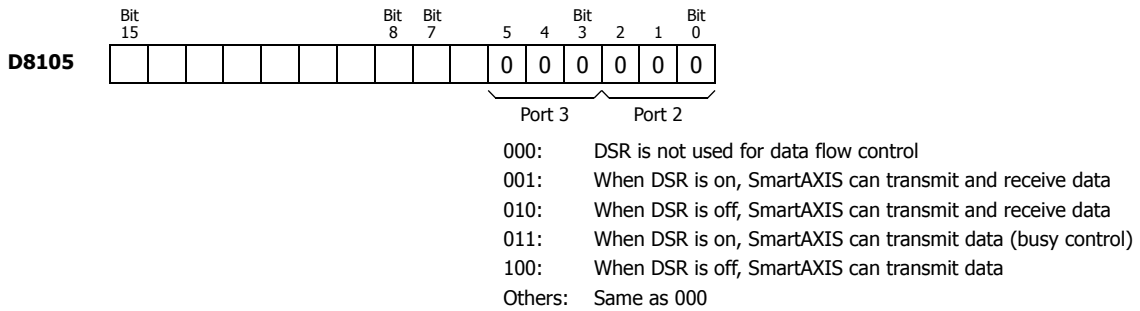 Bit Bit Bit Bit Bit
15 8 7 5 4 3 2 1 0
D8105 0 0 0 0 0 0
Port 3 Port 2
000: DSR is not used for data flow control
001: When DSR is on, SmartAXIS can transmit and receive data
010: When DSR is off, SmartAXIS can transmit and receive data
011: When DSR is on, SmartAXIS can transmit data (busy control)
100: When DSR is off, SmartAXIS can transmit data
Others: Same as 000